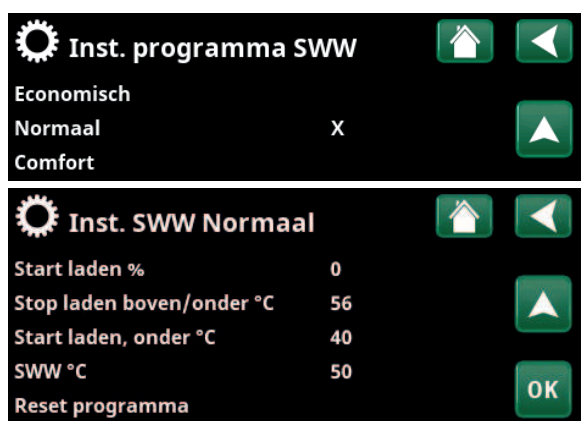 Inst. programma SWW
Economisch
Normaal X
Comfort
Inst. SWW Normaal
Start laden % 0
Stop laden boven/onder °C 56
Start laden, onder °C 40
SWW °C 50
OK
Reset programma